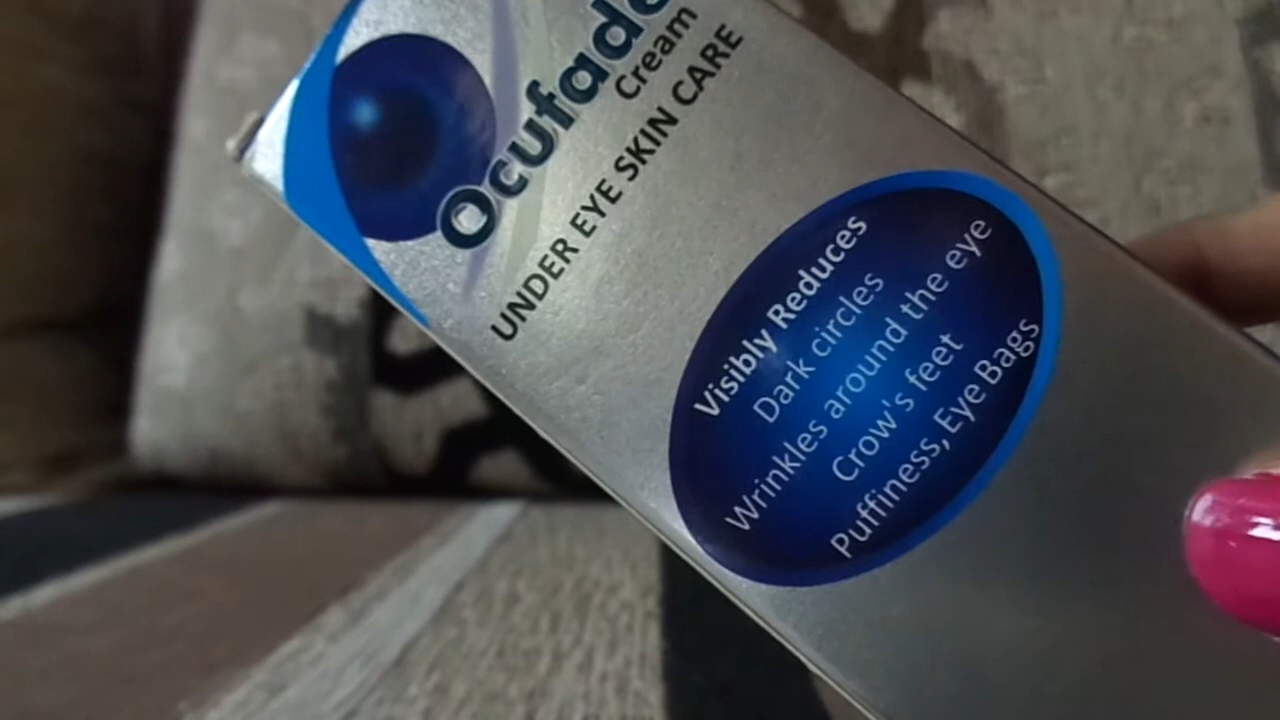 Ocufade
Cream
UNDER EYE SKIN CARE
Visibly Reduces
Dark circles
Wrinkles around the eye
Crow's feet
Puffiness, Eye Bags